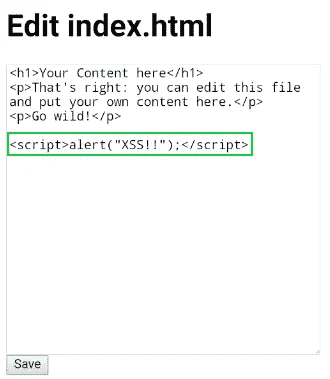 Edit index.html
<h1>Your Content here</h1>
<p>That's right: you can edit this file
and put your own content here.</p>
<p>Go wild!</p>
<script>alert("XSS!!");</script>
Save